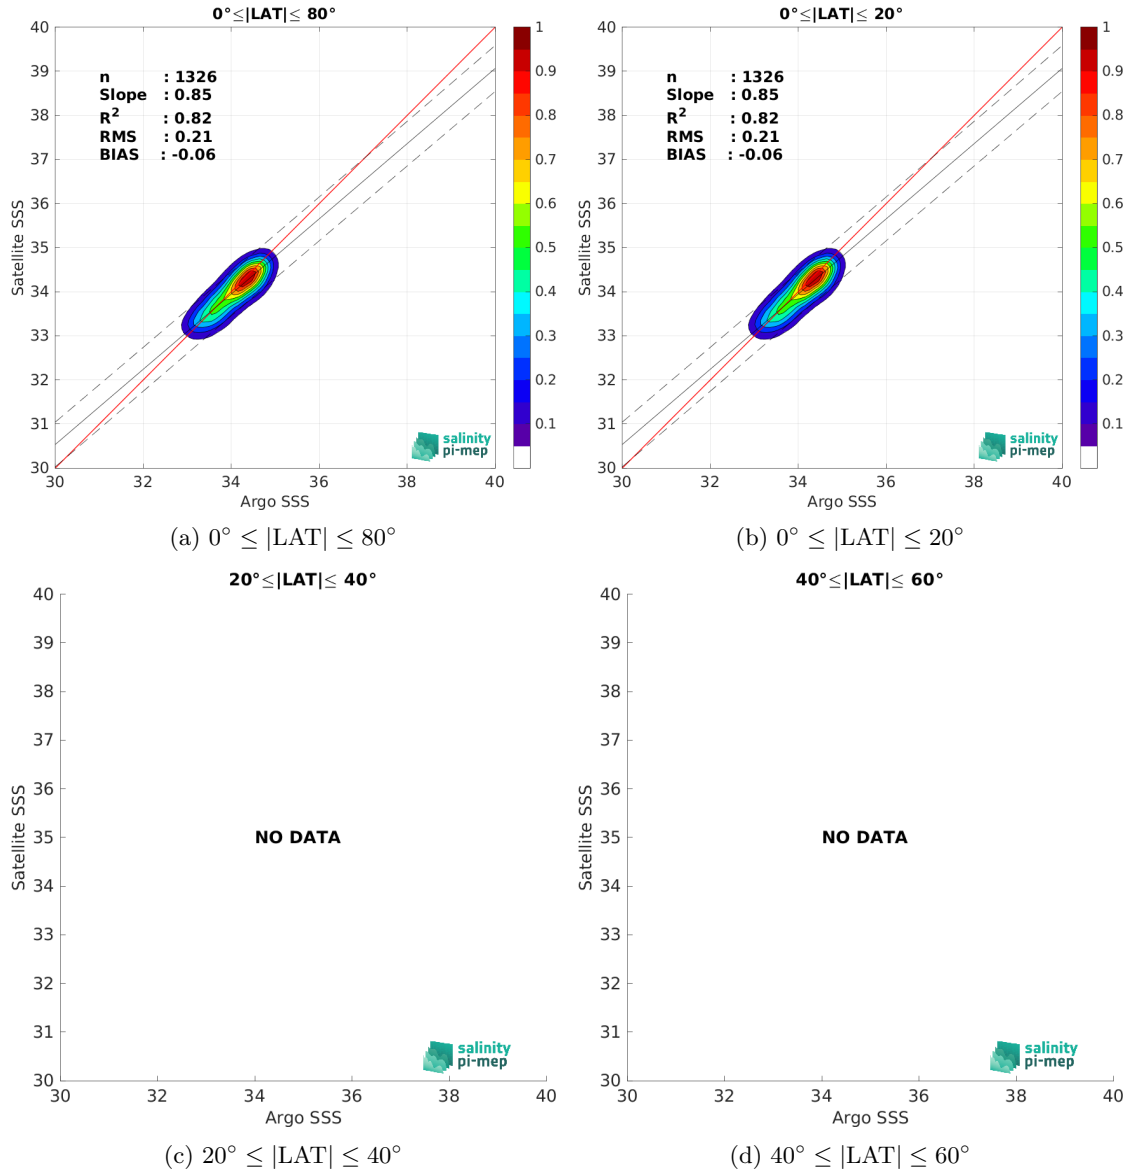 0°≤|LAT|≤ 80°
40
39
38
37
36
35
34
33
32
31
30
Satellite SSS
n : 1326
Slope : 0.85
R² : 0.82
RMS : 0.21
BIAS : -0.06
salinity
pi-mep
30 32 34 36 38 40
Argo SSS
1
0.9
0.8
0.7
0.6
0.5
0.4
0.3
0.2
0.1
(a) 0° ≤ |LAT| ≤ 80°
0°≤|LAT|≤ 20°
40
39
38
37
36
35
34
33
32
31
30
Satellite SSS
n : 1326
Slope : 0.85
R² : 0.82
RMS : 0.21
BIAS : -0.06
salinity
pi-mep
30 32 34 36 38 40
Argo SSS
1
0.9
0.8
0.7
0.6
0.5
0.4
0.3
0.2
0.1
(b) 0° ≤ |LAT| ≤ 20°
20°≤|LAT|≤ 40°
40
39
38
37
36
35
34
33
32
31
30
Satellite SSS
NO DATA
salinity
pi-mep
30 32 34 36 38 40
Argo SSS
(c) 20° ≤ |LAT| ≤ 40°
40°≤|LAT|≤ 60°
40
39
38
37
36
35
34
33
32
31
30
Satellite SSS
NO DATA
salinity
pi-mep
30 32 34 36 38 40
Argo SSS
(d) 40° ≤ |LAT| ≤ 60°